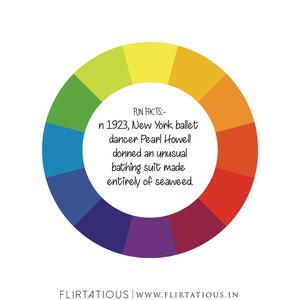 FUN FACTS:-
n 1923, New York ballet
dancer Pearl Howell
donned an unusual
bathing suit made
entirely of seaweed.
FLIRTATIOUS | WWW.FLIRTATIOUS.IN